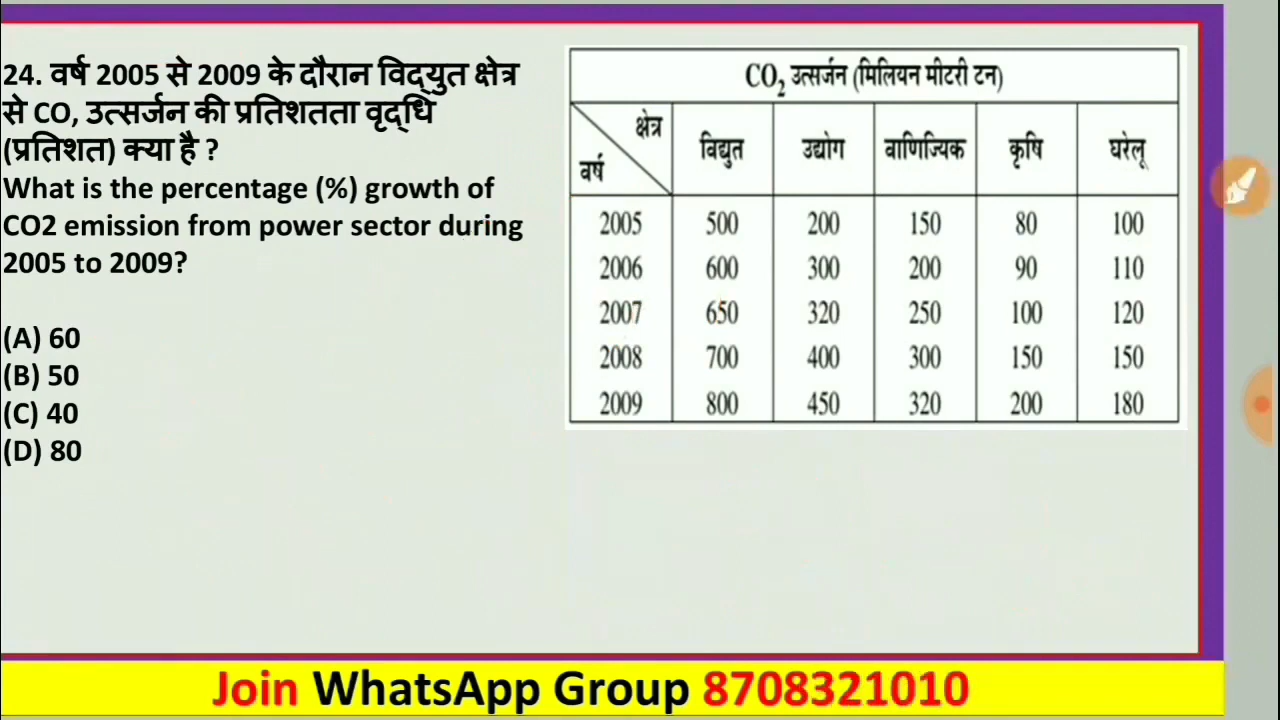 24. वर्ष 2005 से 2009 के दौरान विद्युत क्षेत्र
से CO, उत्सर्जन की प्रतिशतता वृद्धि
(प्रतिशत) क्या है ?
What is the percentage (%) growth of
CO2 emission from power sector during
2005 to 2009?
(A) 60
(B) 50
(C) 40
(D) 80
CO₂ उत्सर्जन (मिलियन मीटरी टन)
क्षेत्र
वर्ष
विद्युत उद्योग वाणिज्यिक कृषि घरेलू
2005 500 200 150 80 100
2006 600 300 200 90 110
2007 650 320 250 100 120
2008 700 400 300 150 150
2009 800 450 320 200 180
Join WhatsApp Group 8708321010